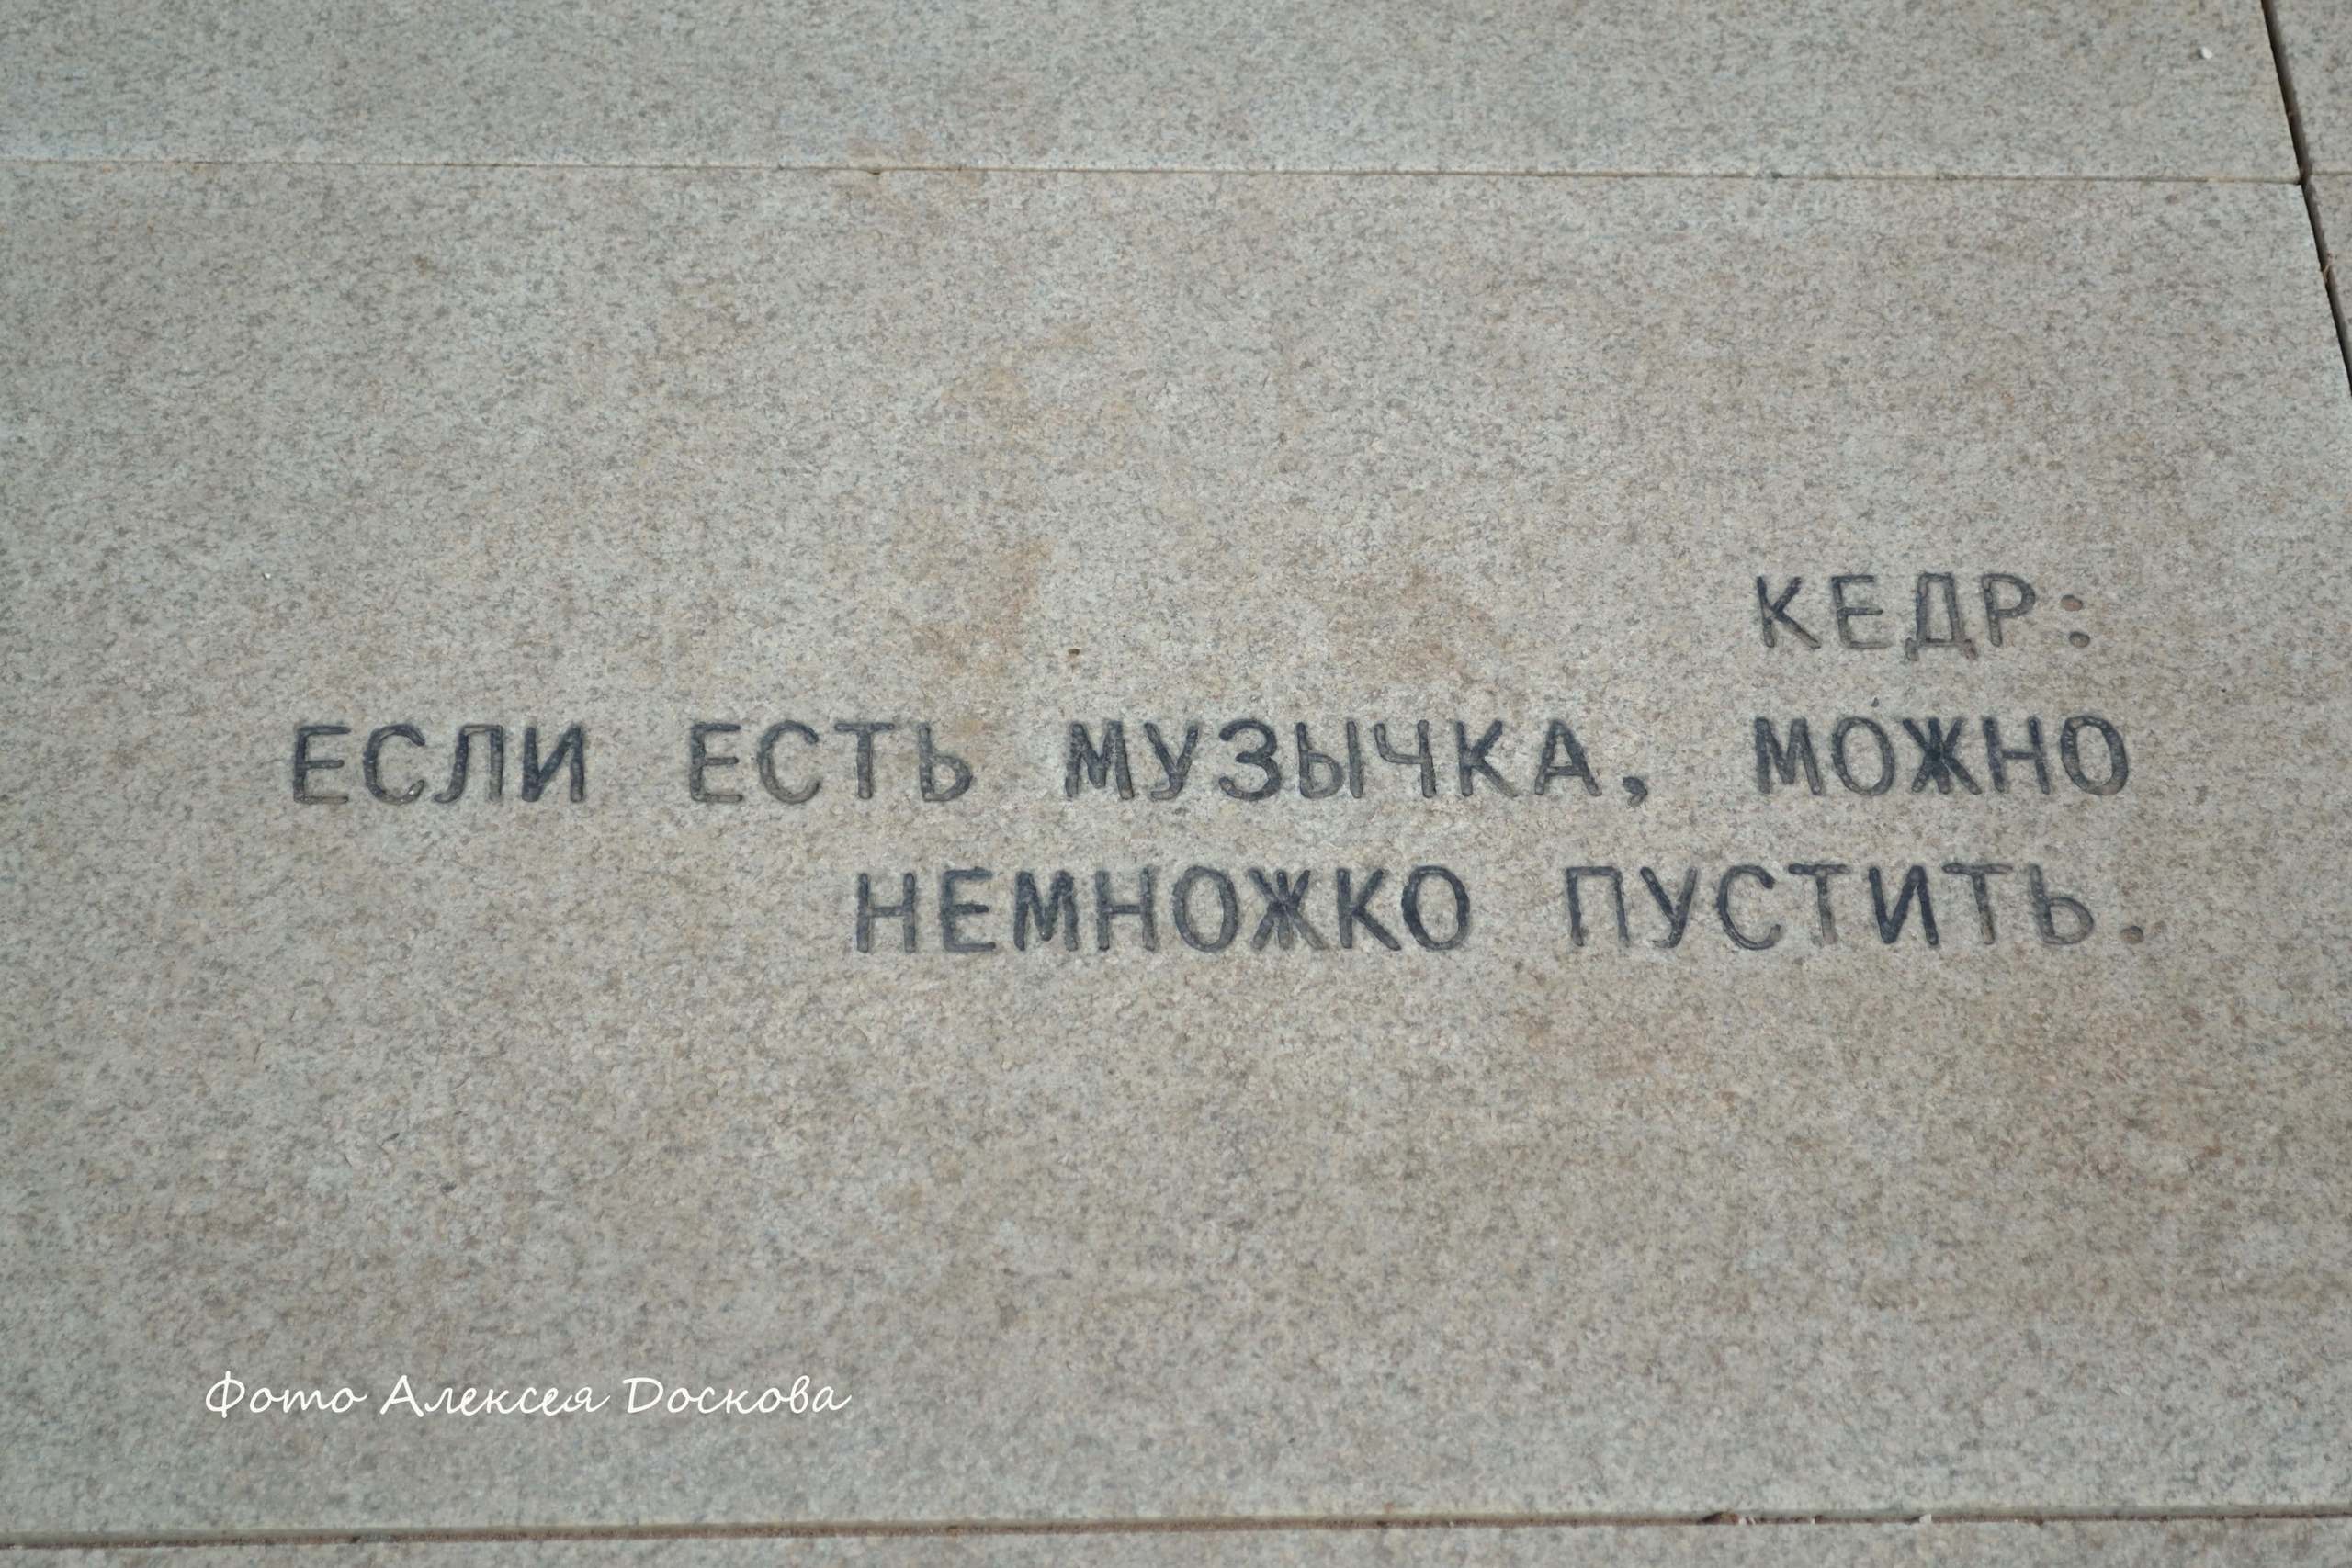 КЕДР:
ЕСЛИ ЕСТЬ МУЗЫЧКА, МОЖНО
НЕМНОЖКО ПУСТИТЬ.
Фото Алексея Доскова